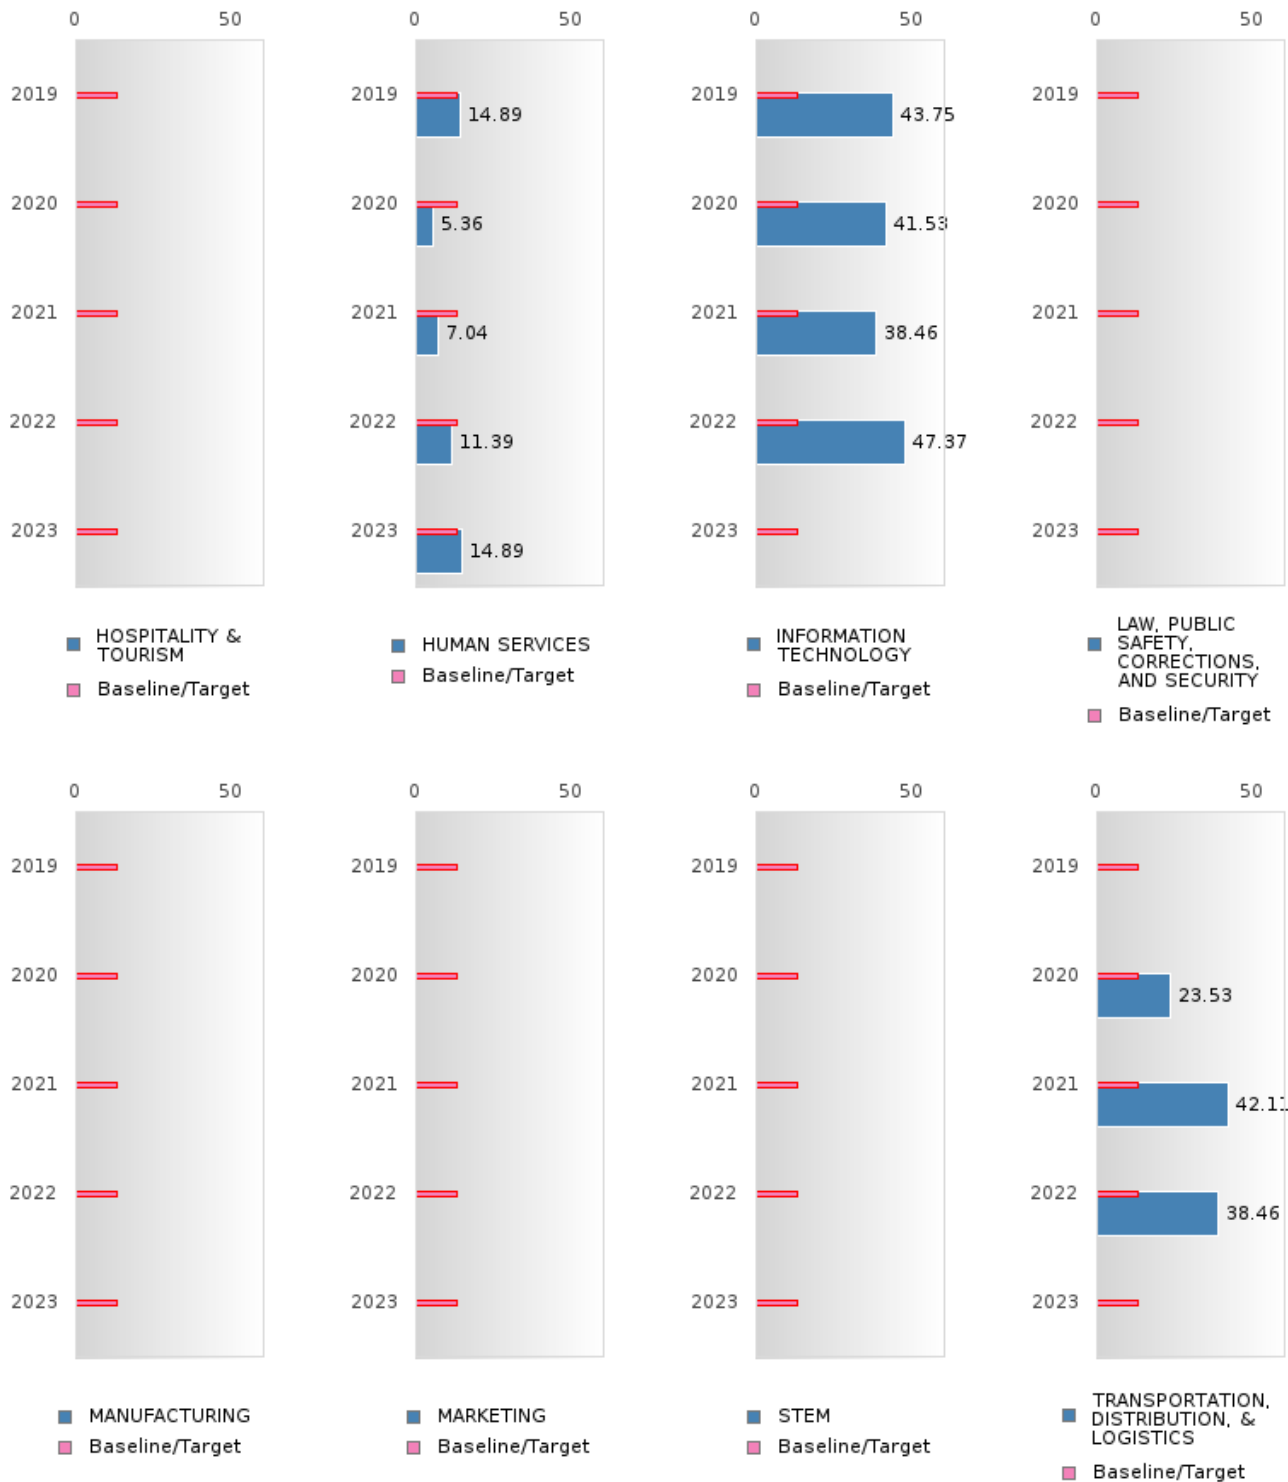 0 50 0 50 0 50 0 50
2019 2019 14.89 2019 43.75 2019
2020 2020 5.36 2020 41.53 2020
2021 2021 7.04 2021 38.46 2021
2022 2022 11.39 2022 47.37 2022
2023 2023 14.89 2023 2023
HOSPITALITY &
TOURISM
Baseline/Target
HUMAN SERVICES
Baseline/Target
INFORMATION
TECHNOLOGY
Baseline/Target
LAW, PUBLIC
SAFETY,
CORRECTIONS,
AND SECURITY
Baseline/Target
0 50 0 50 0 50 0 50
2019 2019 2019 2019
2020 2020 2020 2020 23.53
2021 2021 2021 2021 42.11
2022 2022 2022 2022 38.46
2023 2023 2023 2023
MANUFACTURING
Baseline/Target
MARKETING
Baseline/Target
STEM
Baseline/Target
TRANSPORTATION,
DISTRIBUTION, &
LOGISTICS
Baseline/Target